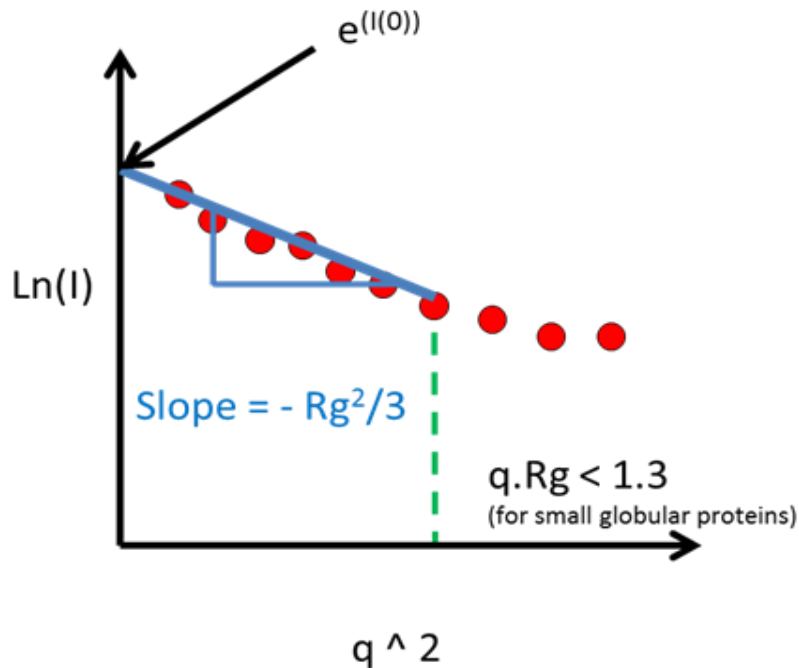 e(I(0))
Ln(I)
Slope = - Rg²/3
q.Rg < 1.3
(for small globular proteins)
q ^ 2